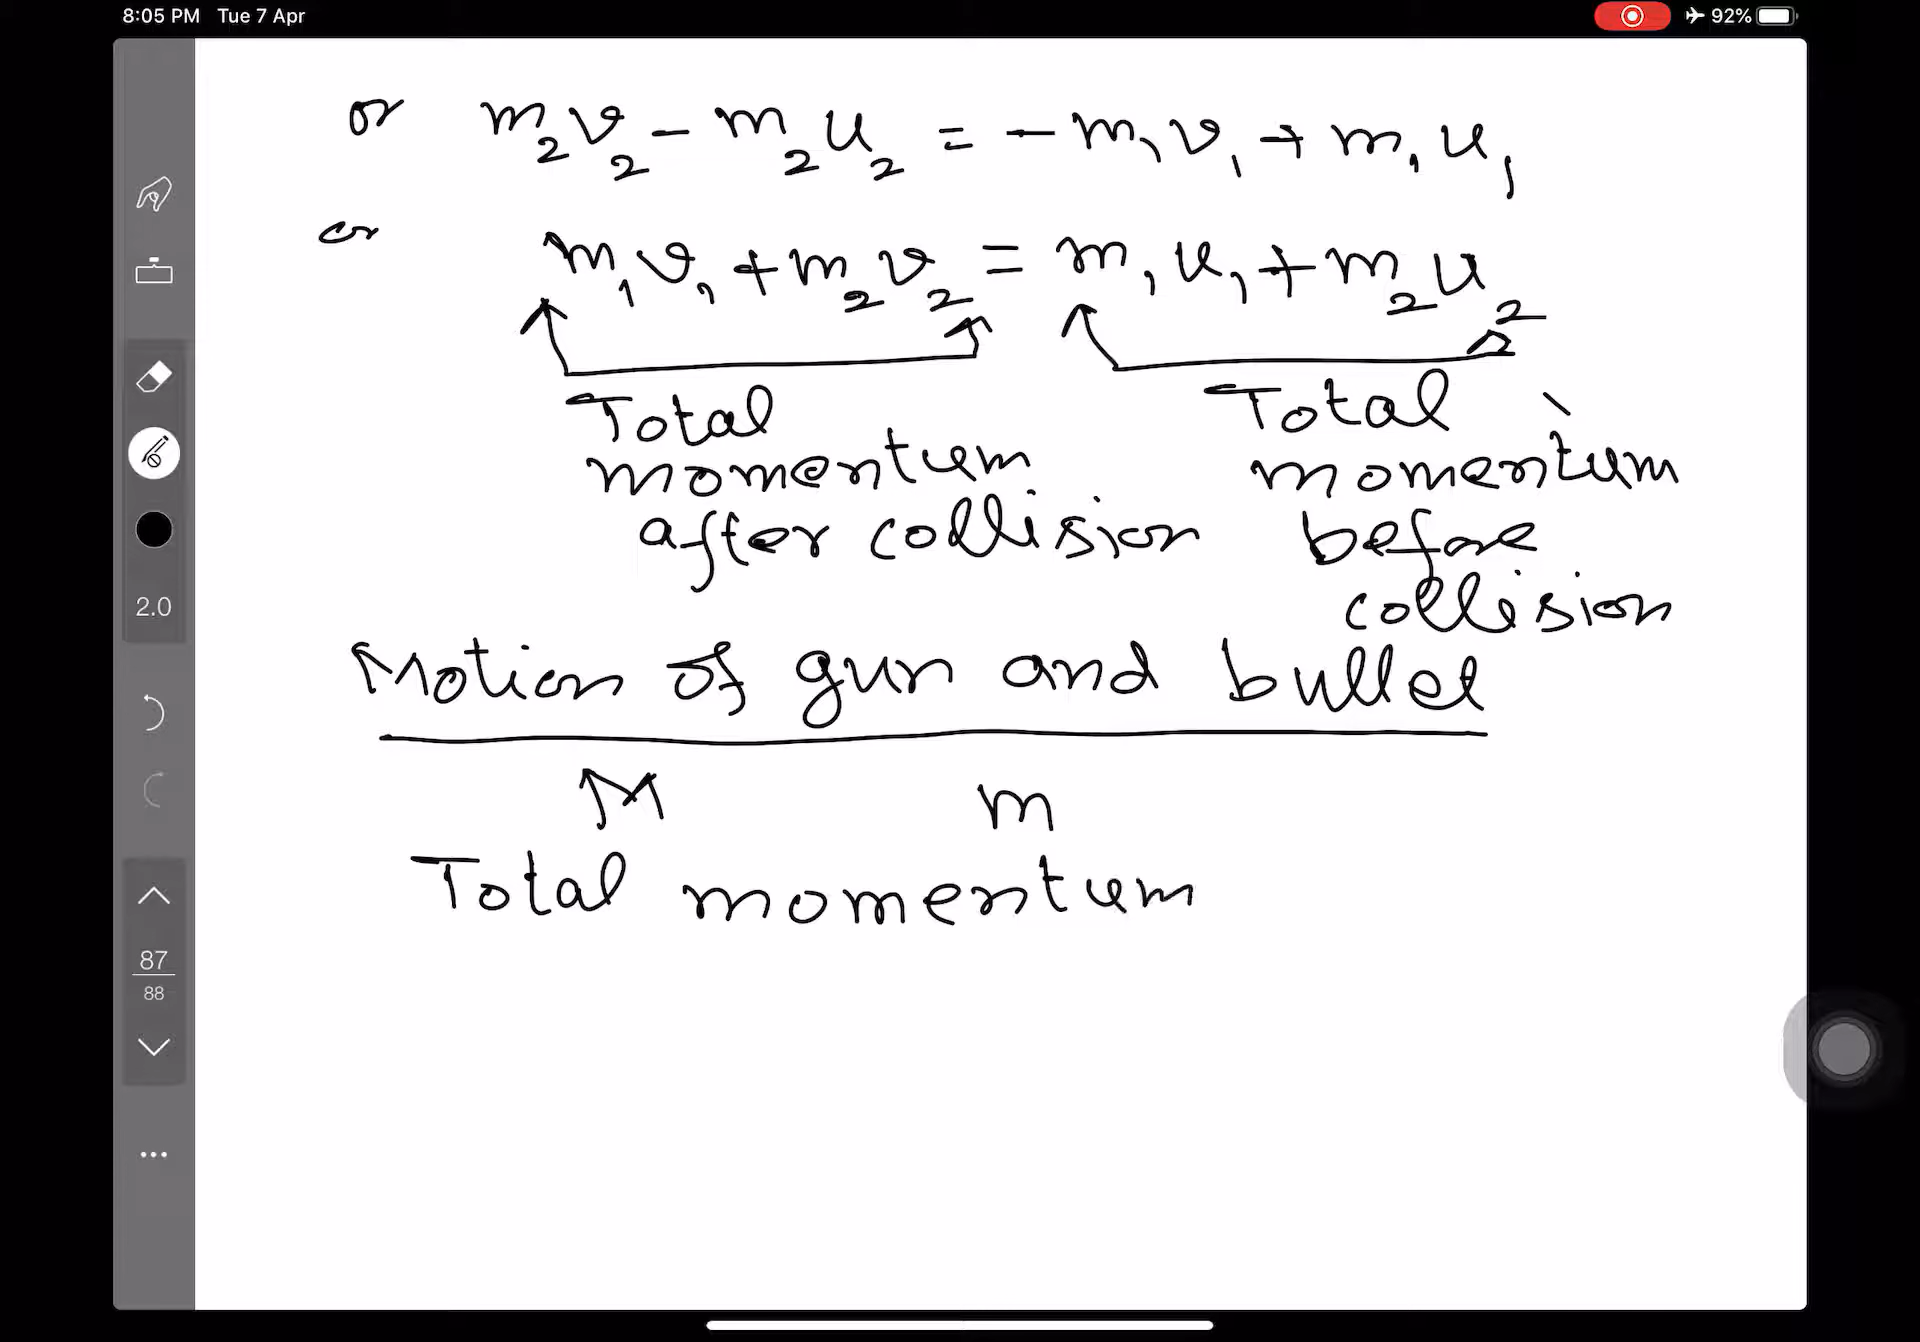 8:05 PM Tue 7 Apr 92%
or m₂v₂ - m₂u₂ = - m₁v₁ + m₁u₁
or m₁v₁ + m₂v₂ = m₁u₁ + m₂u₂
Total momentum after collision
Total momentum before collision
Motion of gun and bullet
M m
Total momentum
2.0
87
88